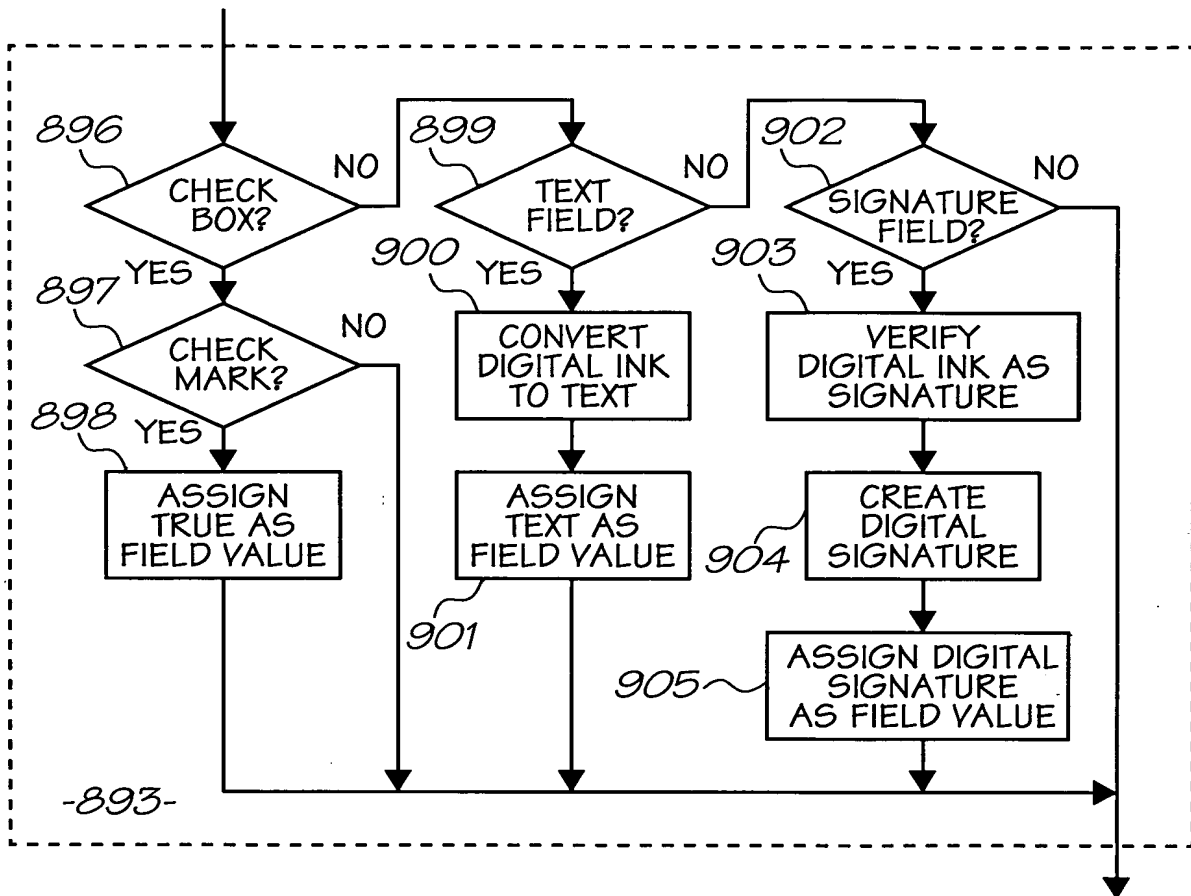 896
CHECK
BOX?
NO
YES
897
CHECK
MARK?
NO
YES
898
ASSIGN
TRUE AS
FIELD VALUE
899
TEXT
FIELD?
NO
YES
900
CONVERT
DIGITAL INK
TO TEXT
ASSIGN
TEXT AS
FIELD VALUE
901
902
SIGNATURE
FIELD?
NO
YES
903
VERIFY
DIGITAL INK AS
SIGNATURE
CREATE
DIGITAL
SIGNATURE
904
ASSIGN DIGITAL
SIGNATURE
AS FIELD VALUE
905
-893-